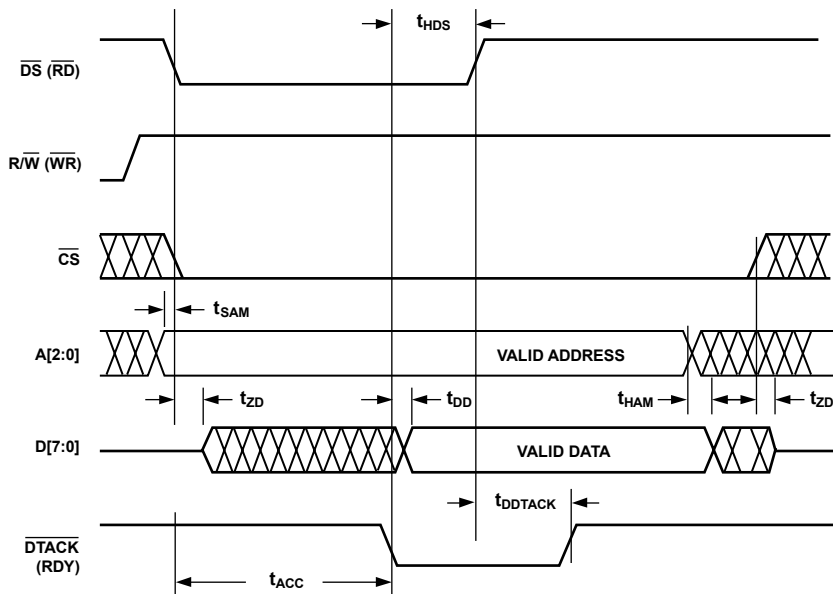 tHDS
DS (RD)
R/W (WR)
CS
tSAM
A[2:0]
VALID ADDRESS
tZD
tDD
tHAM
tZD
D[7:0]
VALID DATA
tDDTACK
DTACK
(RDY)
tACC